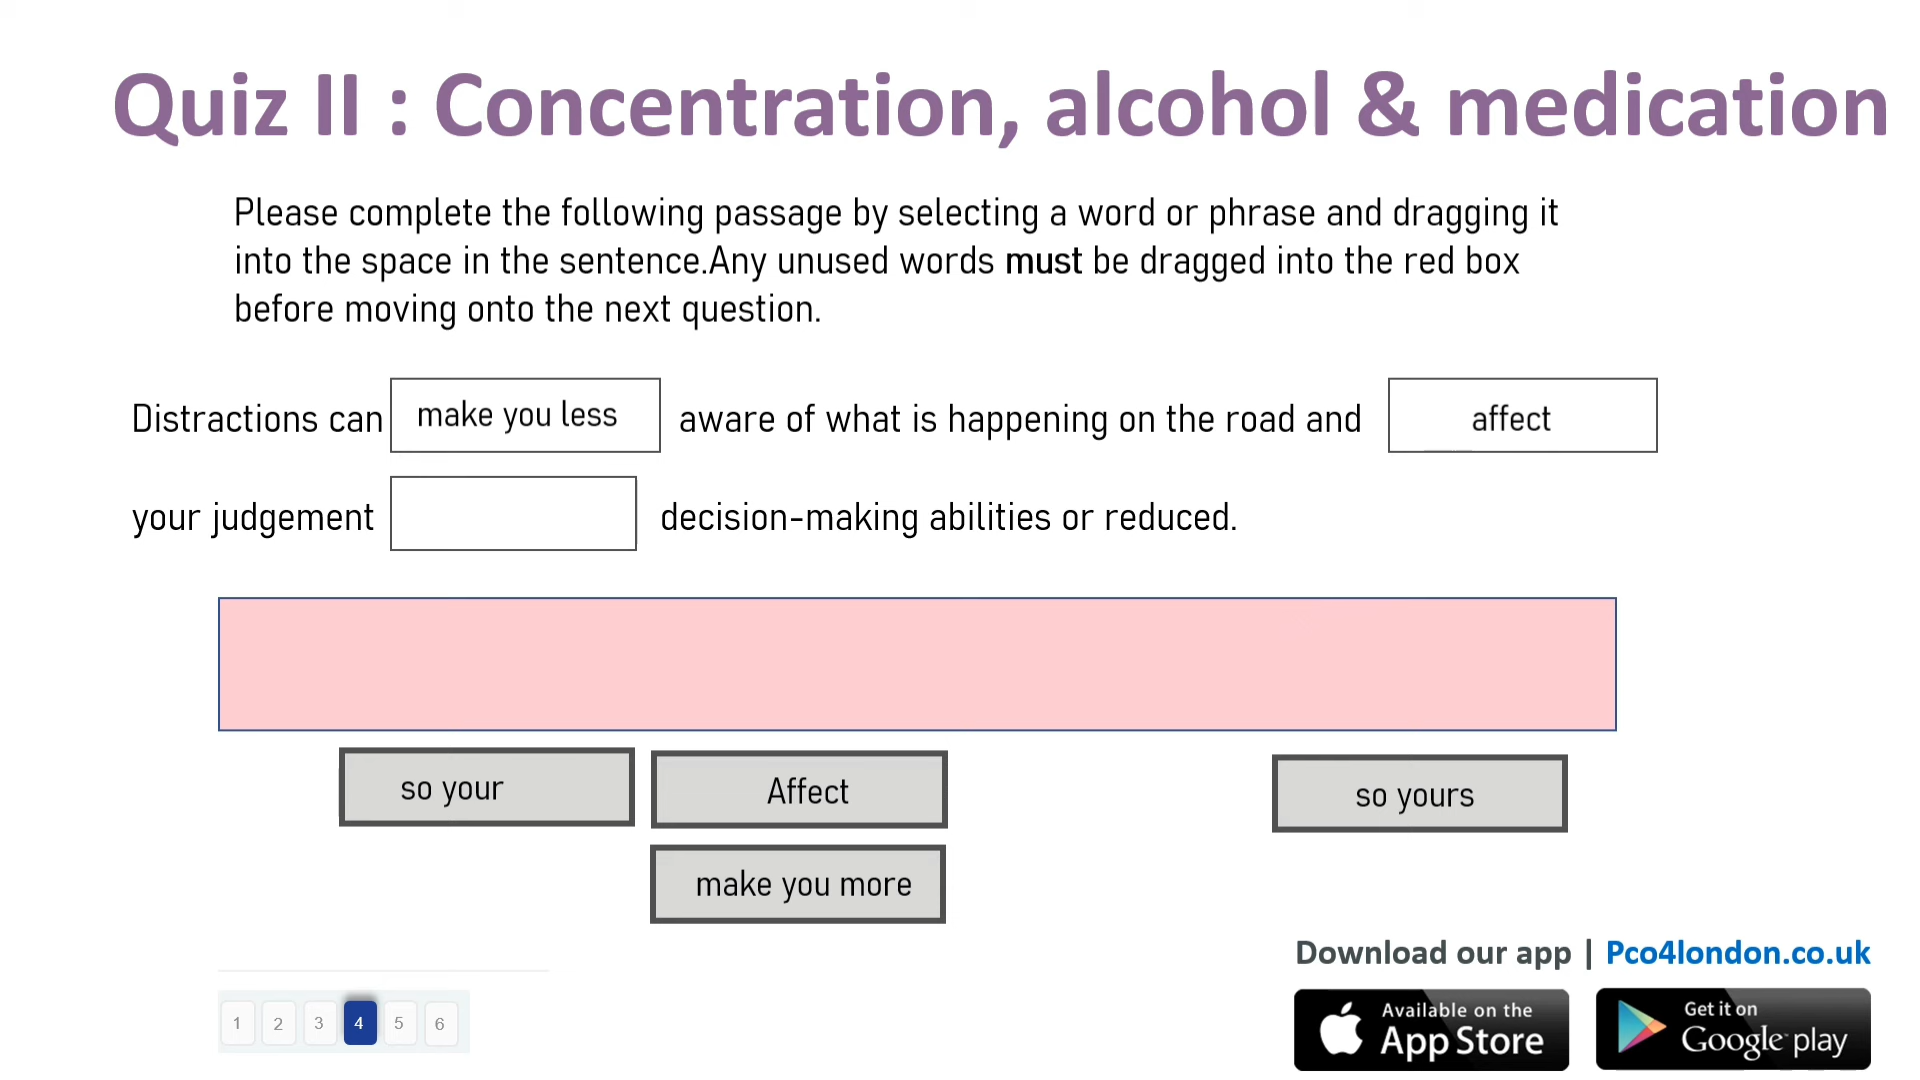 Quiz II : Concentration, alcohol & medication
Please complete the following passage by selecting a word or phrase and dragging it
into the space in the sentence.Any unused words must be dragged into the red box
before moving onto the next question.
Distractions can make you less aware of what is happening on the road and affect
your judgement decision-making abilities or reduced.
so your Affect so yours
make you more
Download our app | Pco4london.co.uk
1 2 3 4 5 6
Available on the App Store
Get it on Google play